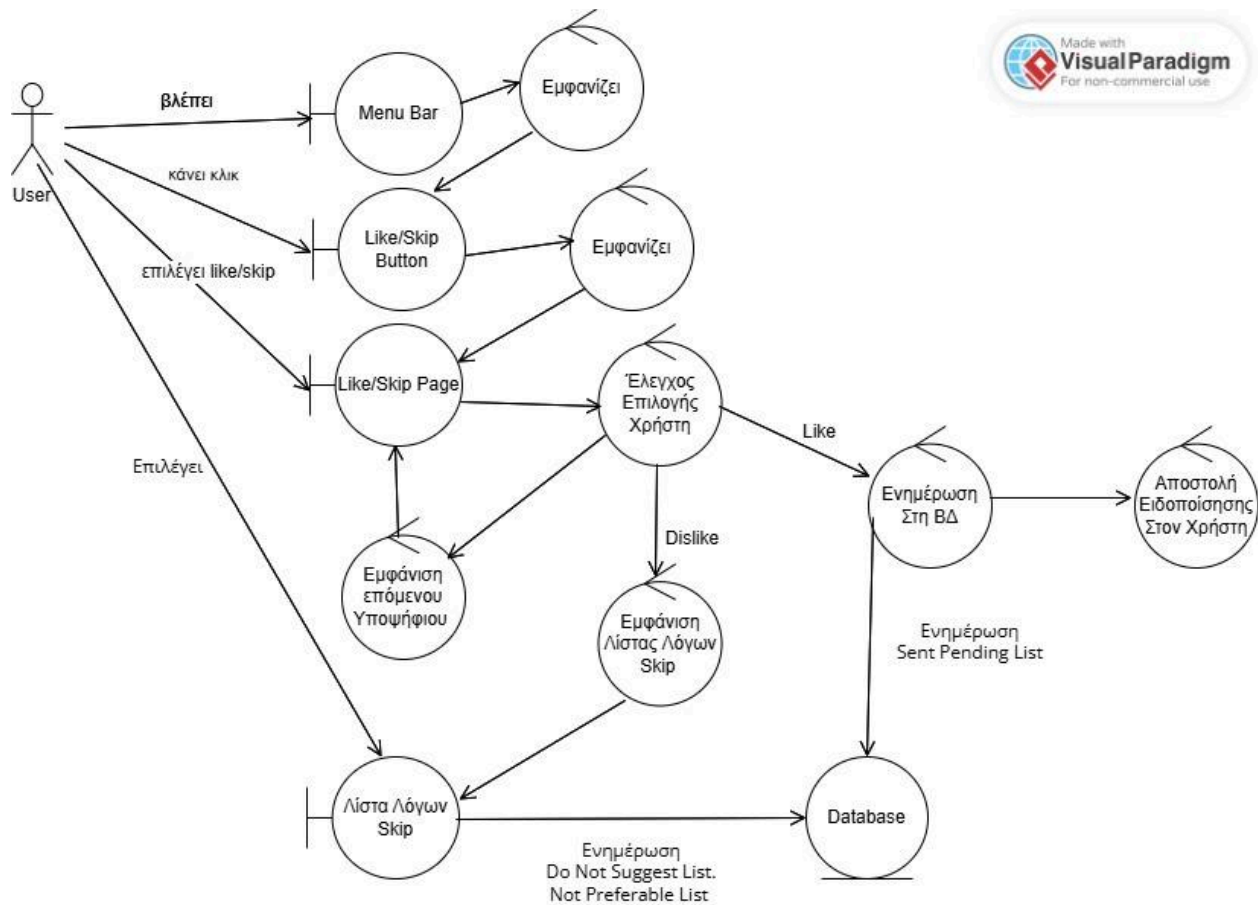 Made with
Visual Paradigm
For non-commercial use
Εμφανίζει
βλέπει
Menu Bar
κάνει κλικ
User
Like/Skip
Button
Εμφανίζει
επιλέγει like/skip
Like/Skip Page
Έλεγχος
Επιλογής
Χρήστη
Like
Επιλέγει
Ενημέρωση
Στη ΒΔ
Αποστολή
Ειδοποίσησης
Στον Χρήστη
Dislike
Εμφάνιση
επόμενου
Υποψήφιου
Εμφάνιση
Λίστας Λόγων
Skip
Ενημέρωση
Sent Pending List
Λίστα Λόγων
Skip
Database
Ενημέρωση
Do Not Suggest List.
Not Preferable List